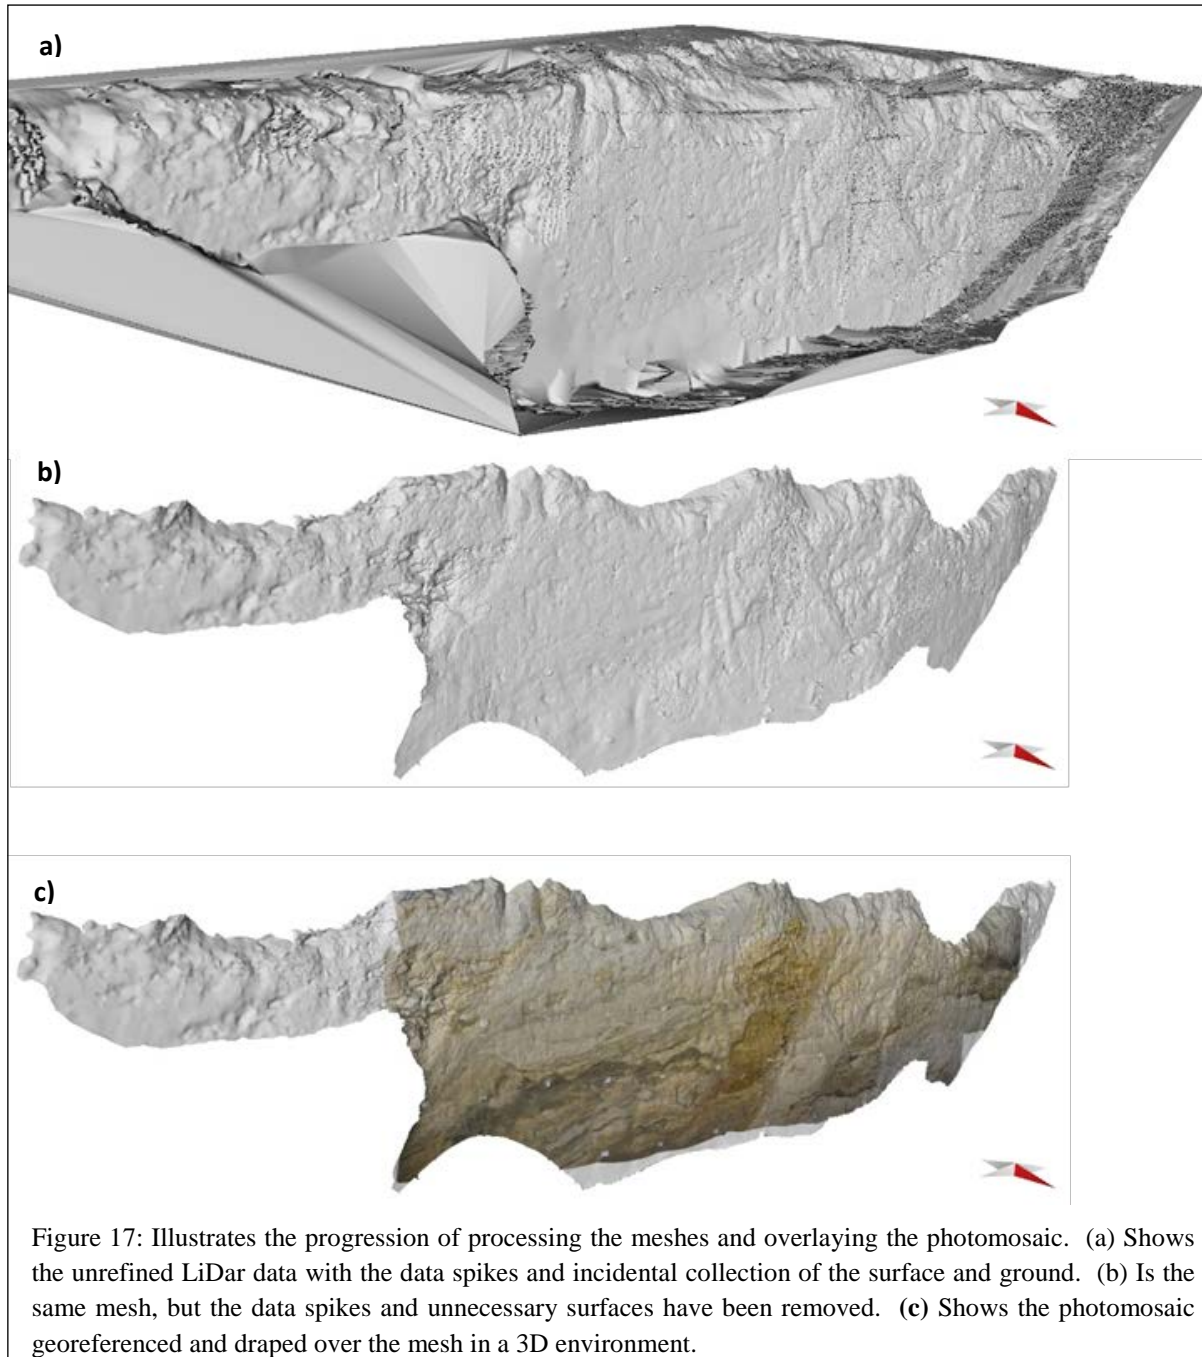 a)
b)
c)
Figure 17: Illustrates the progression of processing the meshes and overlaying the photomosaic. (a) Shows
the unrefined LiDar data with the data spikes and incidental collection of the surface and ground. (b) Is the
same mesh, but the data spikes and unnecessary surfaces have been removed. (c) Shows the photomosaic
georeferenced and draped over the mesh in a 3D environment.